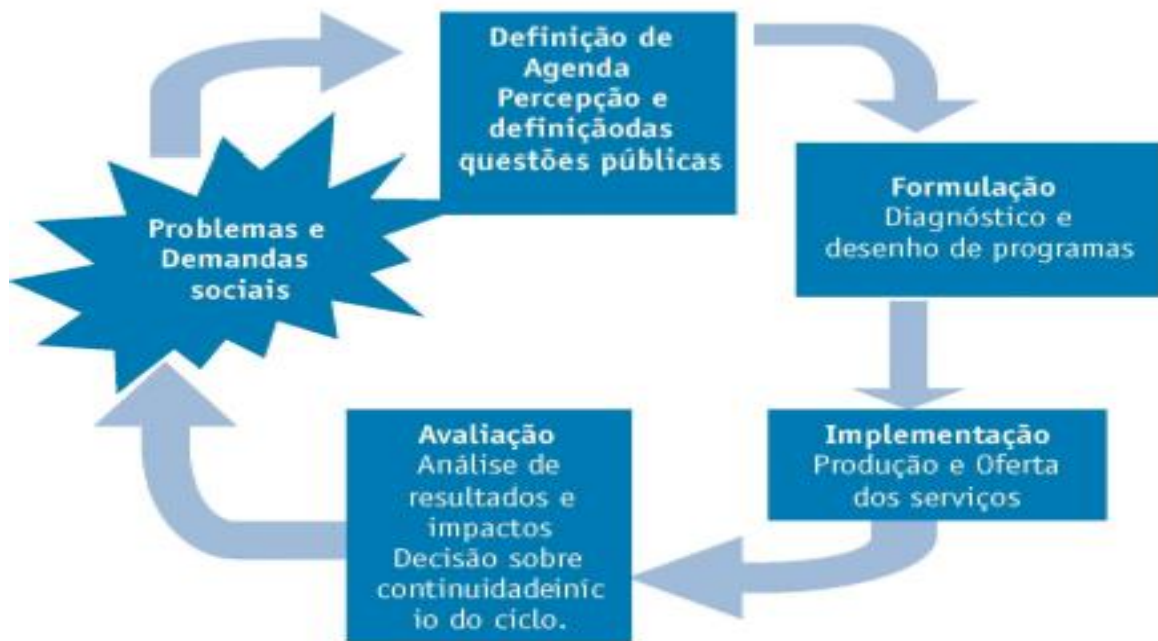 Problemas e
Demandas
sociais
Definição de
Agenda
Percepção e
definiçãodas
questões públicas
Formulação
Diagnóstico e
desenho de programas
Implementação
Produção e Oferta
dos serviços
Avaliação
Análise de
resultados e
impactos
Decisão sobre
continuidadeiníc
io do ciclo.